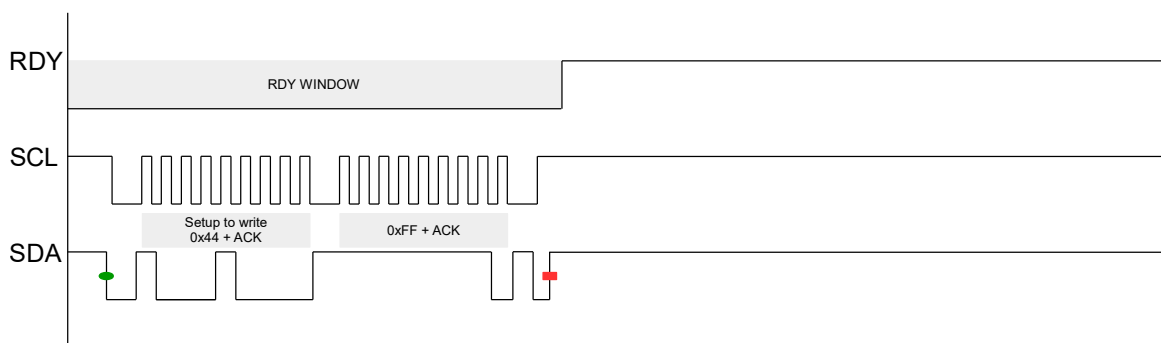 RDY
RDY WINDOW
SCL
Setup to write
0x44 + ACK
0xFF + ACK
SDA